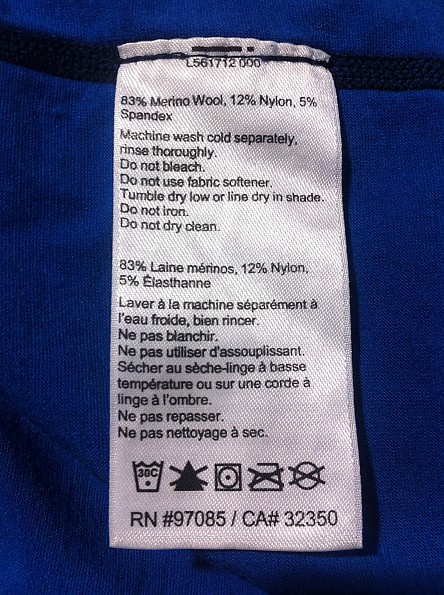 L561712 000
83% Merino Wool, 12% Nylon, 5%
Spandex
Machine wash cold separately,
rinse thoroughly.
Do not bleach.
Do not use fabric softener.
Tumble dry low or line dry in shade.
Do not iron.
Do not dry clean.
83% Laine mérinos, 12% Nylon,
5% Élasthanne
Laver à la machine séparément à
l'eau froide, bien rincer.
Ne pas blanchir.
Ne pas utiliser d'assouplissant.
Sécher au sèche-linge à basse
température ou sur une corde à
linge à l'ombre.
Ne pas repasser.
Ne pas nettoyage à sec.
30C
RN #97085 / CA# 32350